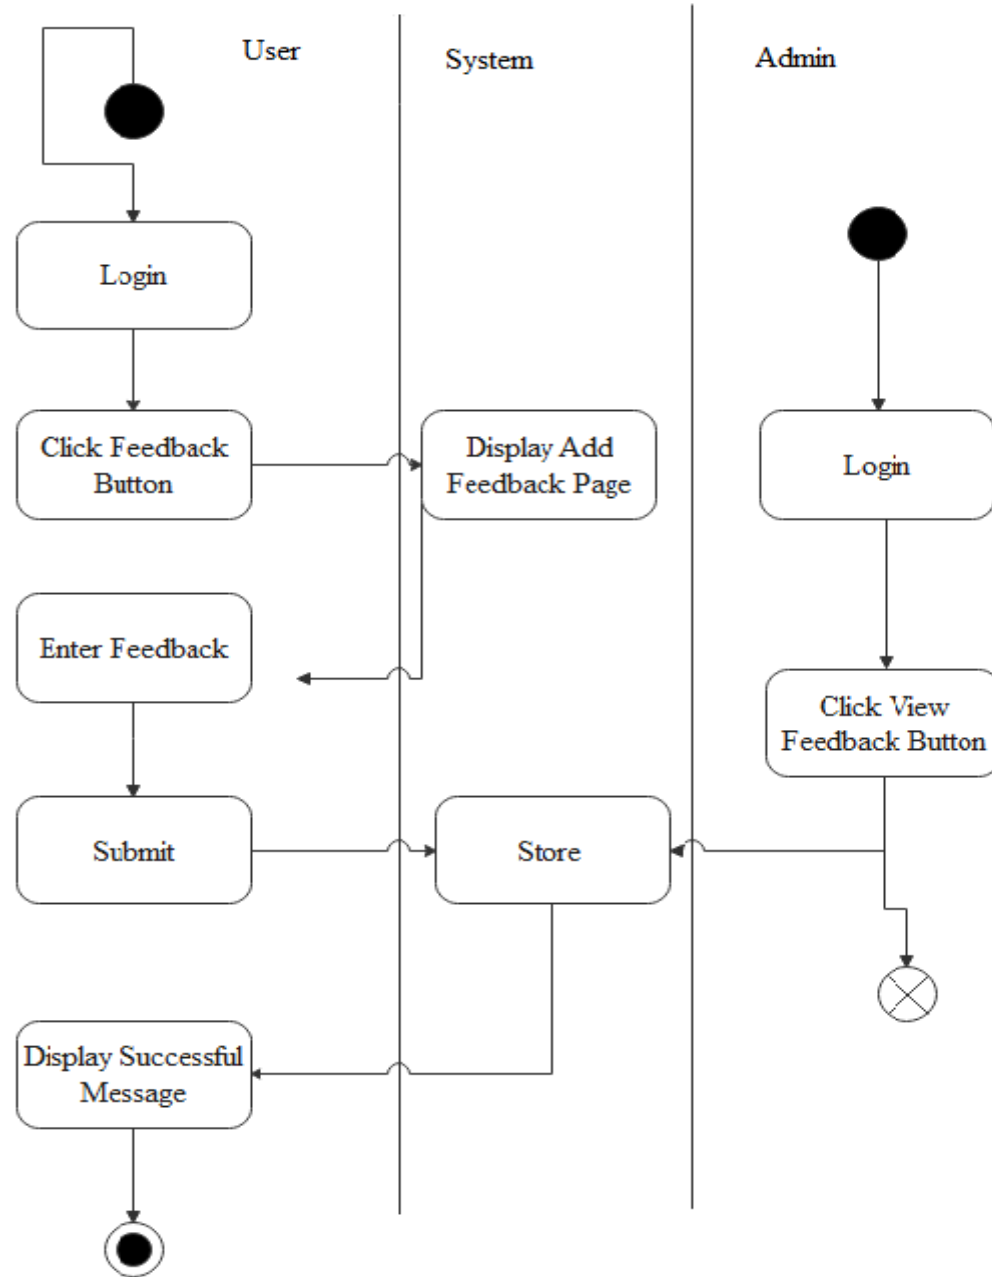 User
System
Admin
Login
Click Feedback
Button
Display Add
Feedback Page
Login
Enter Feedback
Click View
Feedback Button
Submit
Store
Display Successful
Message